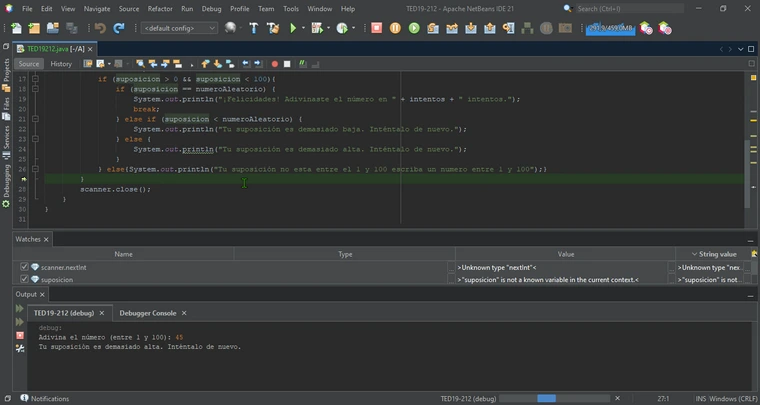 File Edit View Navigate Source Refactor Run Debug Profile Team Tools Window Help
TED19-212 - Apache NetBeans IDE 21
Search (Ctrl+I)
<default config>
TED19212.java [-/A]
Source History
17 if (suposicion > 0 && suposicion < 100){
18 if (suposicion == numeroAleatorio) {
19 System.out.println("¡Felicidades! Adivinaste el número en " + intentos + " intentos.");
20 break;
21 } else if (suposicion < numeroAleatorio) {
22 System.out.println("Tu suposición es demasiado baja. Inténtalo de nuevo.");
23 } else {
24 System.out.println("Tu suposición es demasiado alta. Inténtalo de nuevo.");
25 }
26 } else{System.out.println("Tu suposición no esta entre el 1 y 100 escriba un numero entre 1 y 100");}
}
28 scanner.close();
29 }
30 }
31
Projects
Files
Services
Debugging
Watches
Name Type Value String value
scanner.nextInt >Unknown type "nextInt"< >Unknown type "nex...
suposicion >"suposicion" is not a known variable in the current context.< >"suposicion" is not...
Output
TED19-212 (debug) Debugger Console
debug:
Adivina el número (entre 1 y 100): 45
Tu suposición es demasiado alta. Inténtalo de nuevo.
Notifications TED19-212 (debug) 27:1 INS Windows (CRLF)